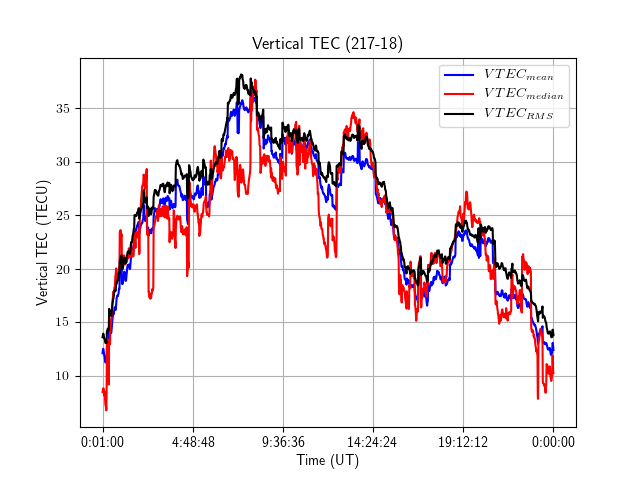 Vertical TEC (217-18)
VTEC_mean
VTEC_median
VTEC_RMS
Vertical TEC (TECU)
35
30
25
20
15
10
0:01:00 4:48:48 9:36:36 14:24:24 19:12:12 0:00:00
Time (UT)